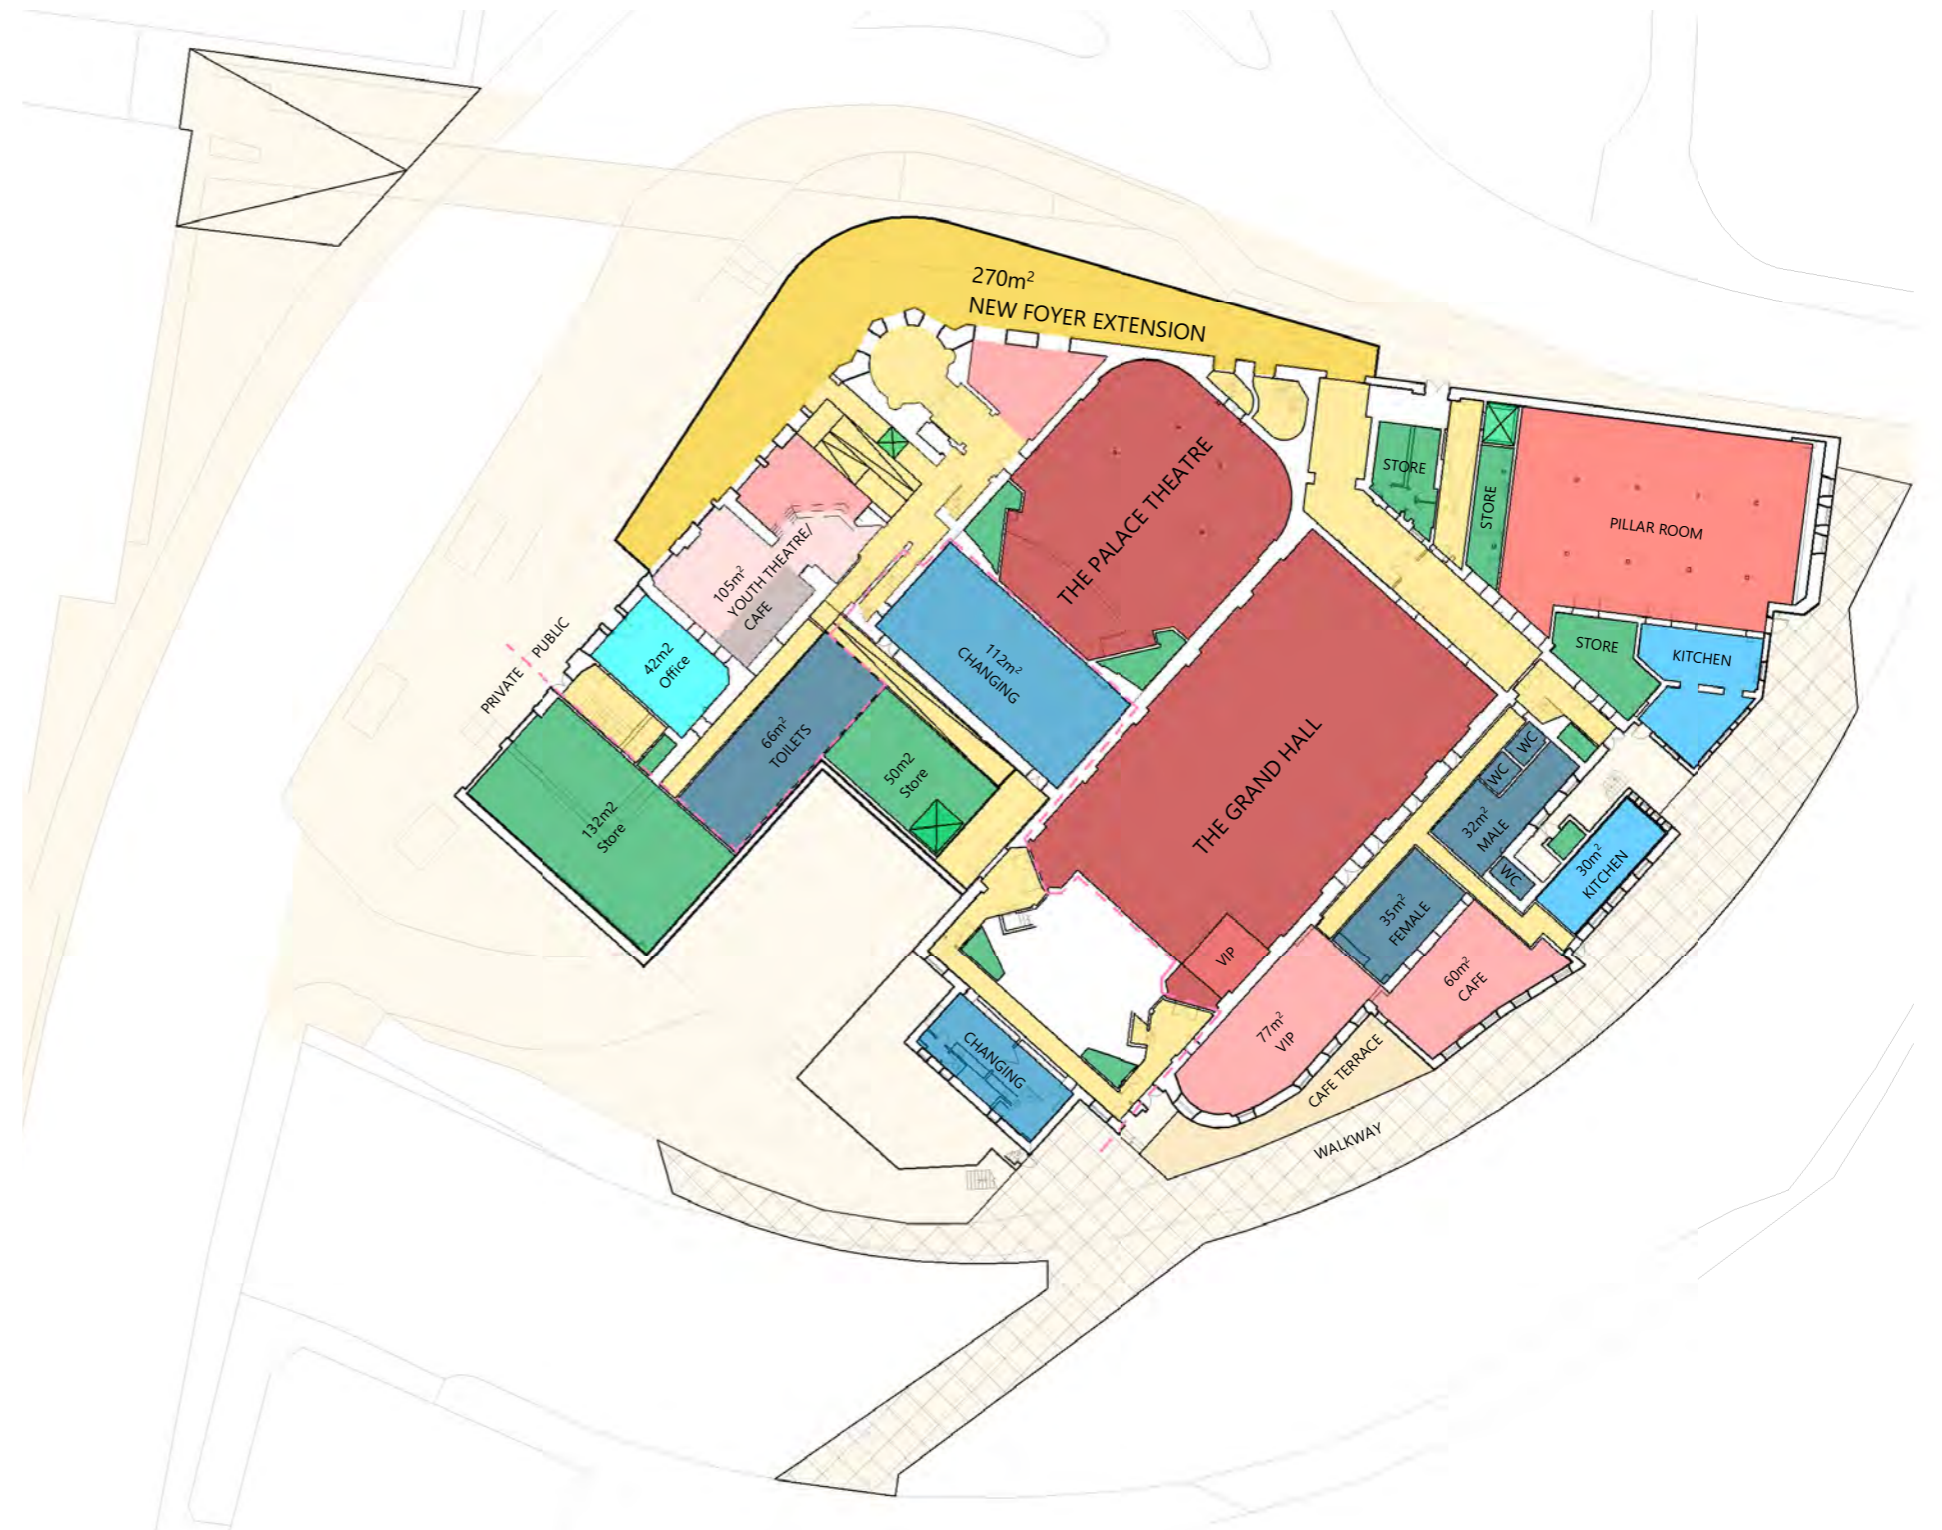 270m²
NEW FOYER EXTENSION
THE PALACE THEATRE
STORE
STORE
PILLAR ROOM
105m²
YOUTH THEATRE/
CAFE
PRIVATE PUBLIC
42m2
Office
112m²
CHANGING
STORE
KITCHEN
66m²
TOILETS
50m2
Store
THE GRAND HALL
132m2
Store
WC
WC
32m²
MALE
WC
30m²
KITCHEN
35m²
FEMALE
VIP
60m²
CAFE
77m²
VIP
CHANGING
CAFE TERRACE
WALKWAY